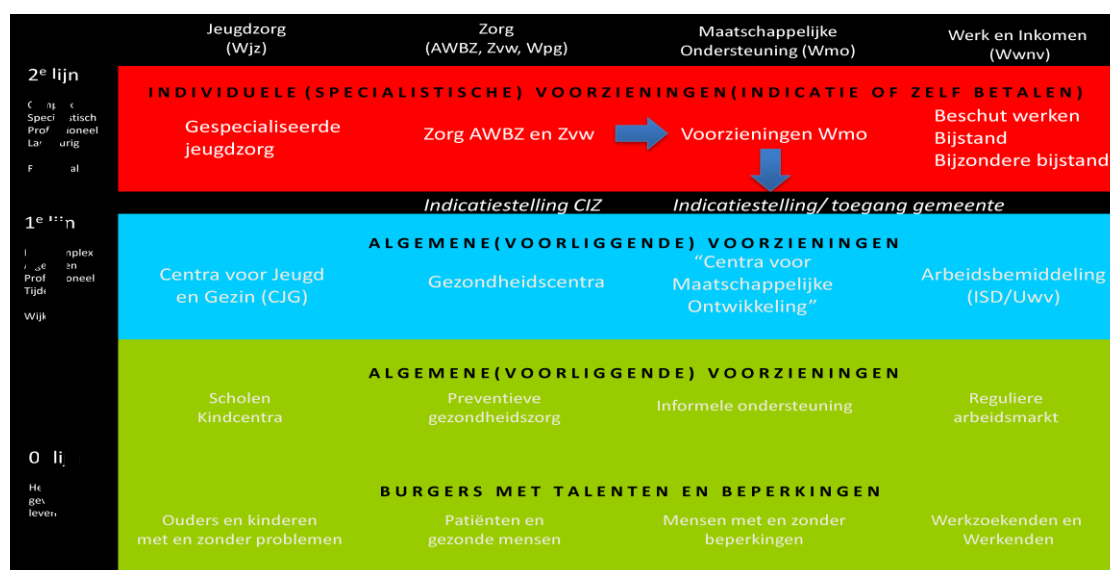 Jeugdzorg
(Wjz)
Zorg
(AWBZ, Zvw, Wpg)
Maatschappelijke
Ondersteuning (Wmo)
Werk en Inkomen
(Wwnv)
2e lijn
INDIVIDUELE (SPECIALISTISCHE) VOORZIENINGEN(INDICATIE OF ZELF BETALEN)
Gespecialiseerde
jeugdzorg
Zorg AWBZ en Zvw
Voorzieningen Wmo
Beschut werken
Bijstand
Bijzondere bijstand
Indicatiestelling CIZ
Indicatiestelling/ toegang gemeente
1e
ALGEMENE(VOORLIGGENDE) VOORZIENINGEN
Centra voor Jeugd
en Gezin (CJG)
Gezondheidscentra
“Centra voor
Maatschappelijke
Ontwikkeling”
Arbeidsbemiddeling
(ISD/Uwv)
ALGEMENE(VOORLIGGENDE) VOORZIENINGEN
Scholen
Kindcentra
Preventieve
gezondheidszorg
Informele ondersteuning
Reguliere
arbeidsmarkt
0
BURGERS MET TALENTEN EN BEPERKINGEN
Ouders en kinderen
met en zonder problemen
Patiënten en
gezonde mensen
Mensen met en zonder
beperkingen
Werkzoekenden en
Werkenden